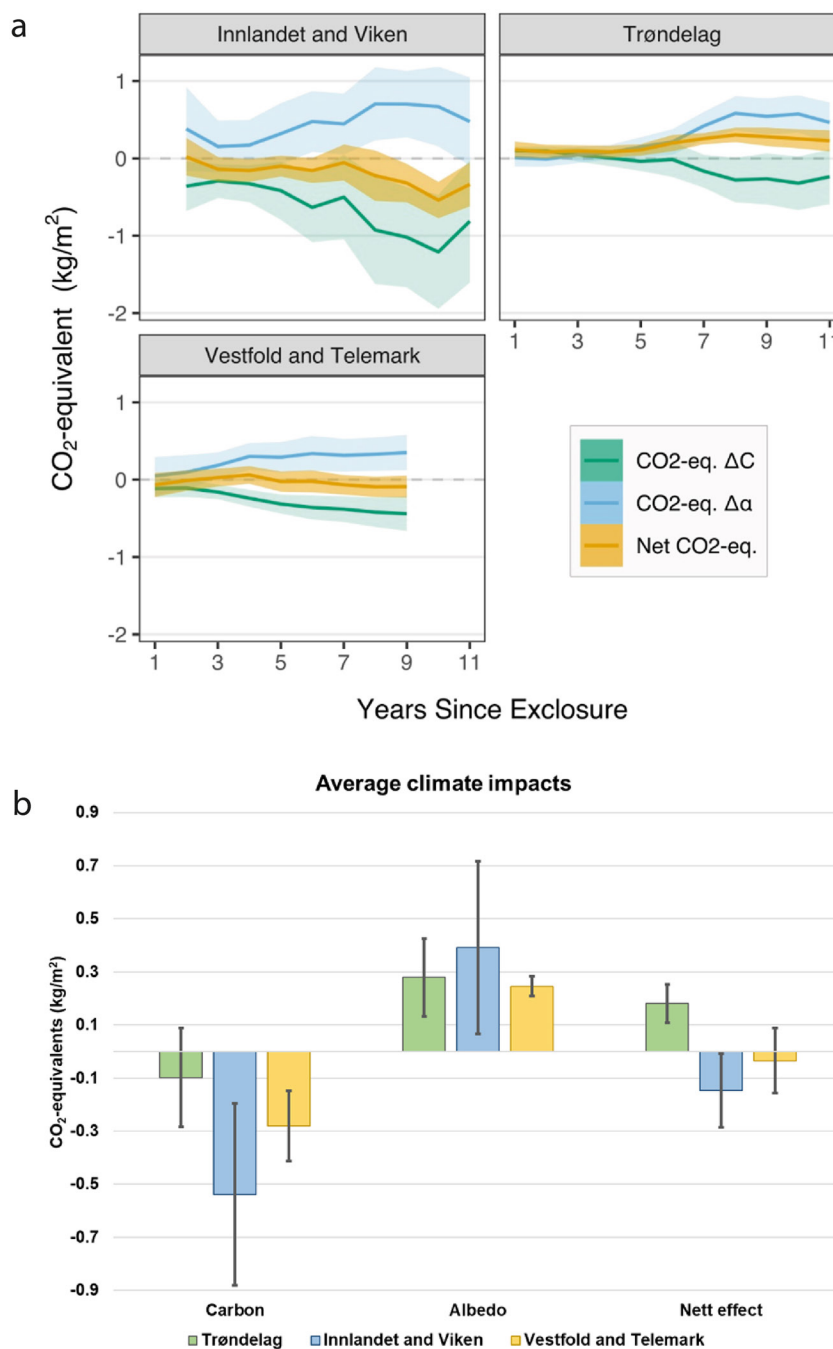 a
Innlandet and Viken
Trøndelag
1
0
-1
-2
1 3 5 7 9 11
Vestfold and Telemark
1
0
-1
-2
1 3 5 7 9 11
CO₂-equivalent (kg/m²)
Years Since Exclosure
CO2-eq. ΔC
CO2-eq. Δα
Net CO2-eq.
b
Average climate impacts
0.9
0.7
0.5
0.3
0.1
-0.1
-0.3
-0.5
-0.7
-0.9
CO₂-equivalents (kg/m²)
Carbon Albedo Nett effect
Trøndelag Innlandet and Viken Vestfold and Telemark